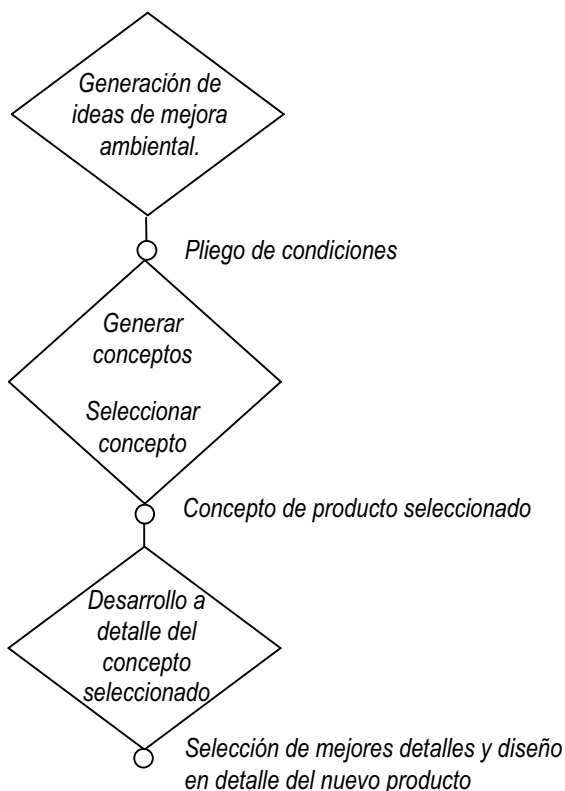 Generación de
ideas de mejora
ambiental.
Pliego de condiciones
Generar
conceptos
Seleccionar
concepto
Concepto de producto seleccionado
Desarrollo a
detalle del
concepto
seleccionado
Selección de mejores detalles y diseño
en detalle del nuevo producto